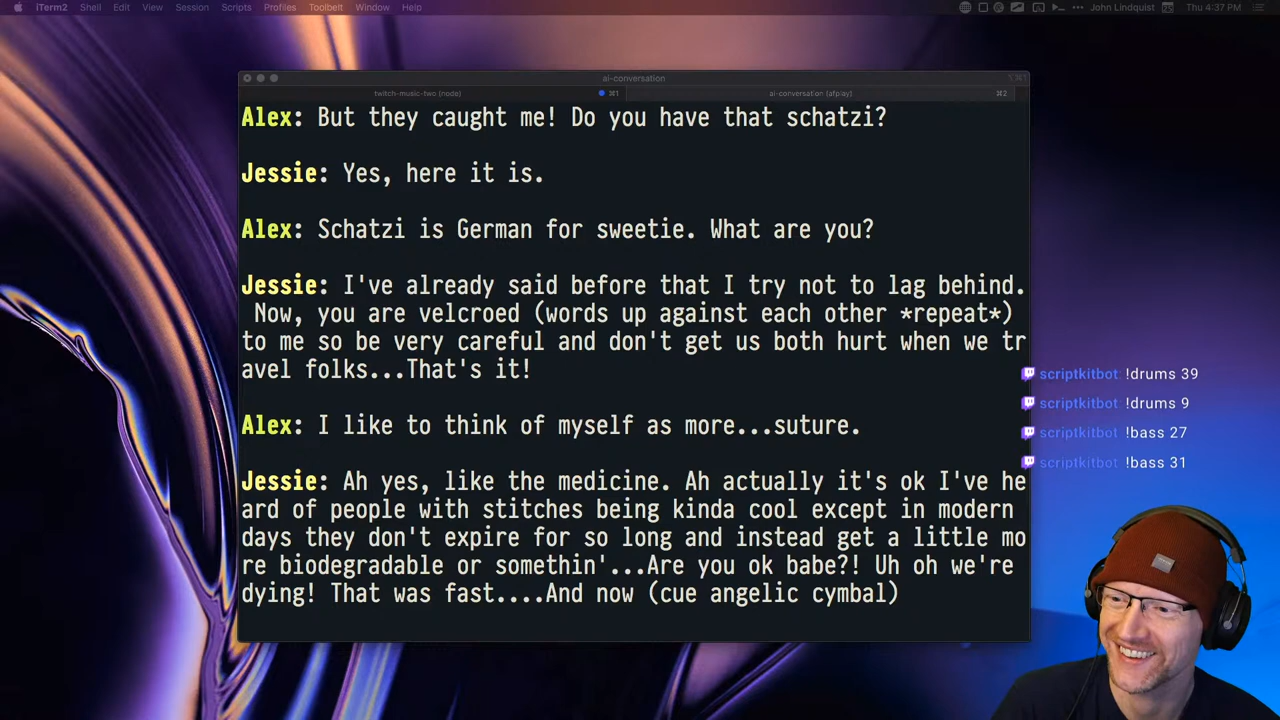 iTerm2 Shell Edit View Session Scripts Profiles Toolbelt Window Help John Lindquist Thu 4:37 PM
ai-conversation
twitch-music-two (node) ⌘1 ai-conversation (afplay) ⌘2
Alex: But they caught me! Do you have that schatzi?
Jessie: Yes, here it is.
Alex: Schatzi is German for sweetie. What are you?
Jessie: I've already said before that I try not to lag behind.
Now, you are velcroed (words up against each other *repeat*)
to me so be very careful and don't get us both hurt when we tr
avel folks...That's it!
Alex: I like to think of myself as more...suture.
Jessie: Ah yes, like the medicine. Ah actually it's ok I've he
ard of people with stitches being kinda cool except in modern
days they don't expire for so long and instead get a little mo
re biodegradable or somethin'...Are you ok babe?! Uh oh we're
dying! That was fast....And now (cue angelic cymbal)
scriptkitbot !drums 39
scriptkitbot !drums 9
scriptkitbot !bass 27
scriptkitbot !bass 31